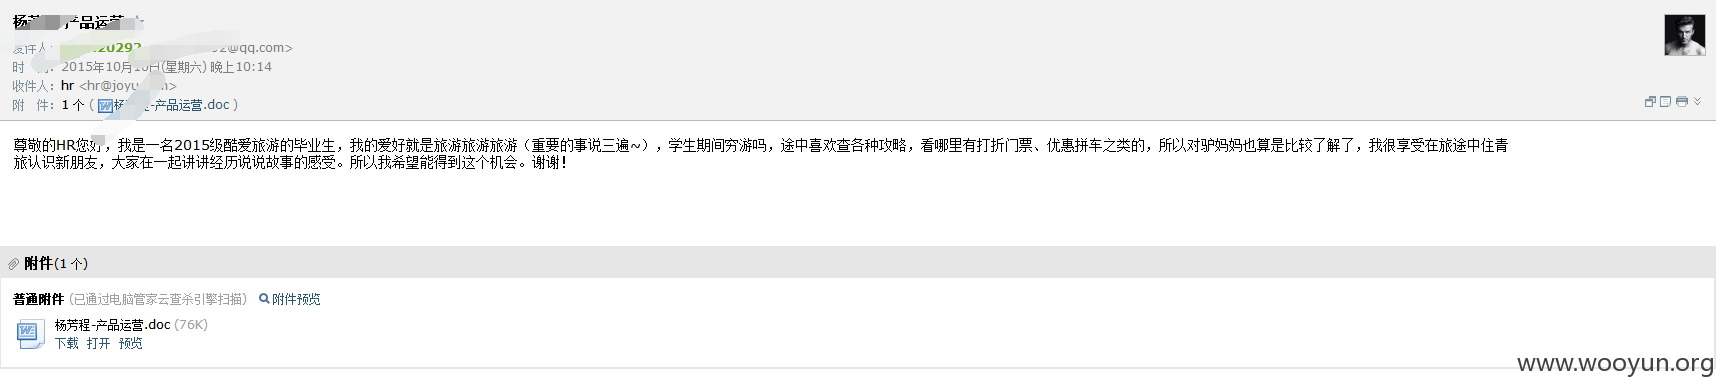 杨 产品运营
发件人： 20292 2@qq.com>
时 间：2015年10月10日(星期六) 晚上10:14
收件人：hr <hr@joyu m>
附 件：1 个 ( 杨 程-产品运营.doc )
尊敬的HR您好，我是一名2015级酷爱旅游的毕业生，我的爱好就是旅游旅游旅游（重要的事说三遍~），学生期间穷游吗，途中喜欢查各种攻略，看哪里有打折门票、优惠拼车之类的，所以对驴妈妈也算是比较了解了，我很享受在旅途中住青
旅认识新朋友，大家在一起讲讲经历说说故事的感受。所以我希望能得到这个机会。谢谢！
附件(1 个)
普通附件 (已通过电脑管家云查杀引擎扫描) 附件预览
杨芳程-产品运营.doc (76K)
下载 打开 预览
www.wooyun.org